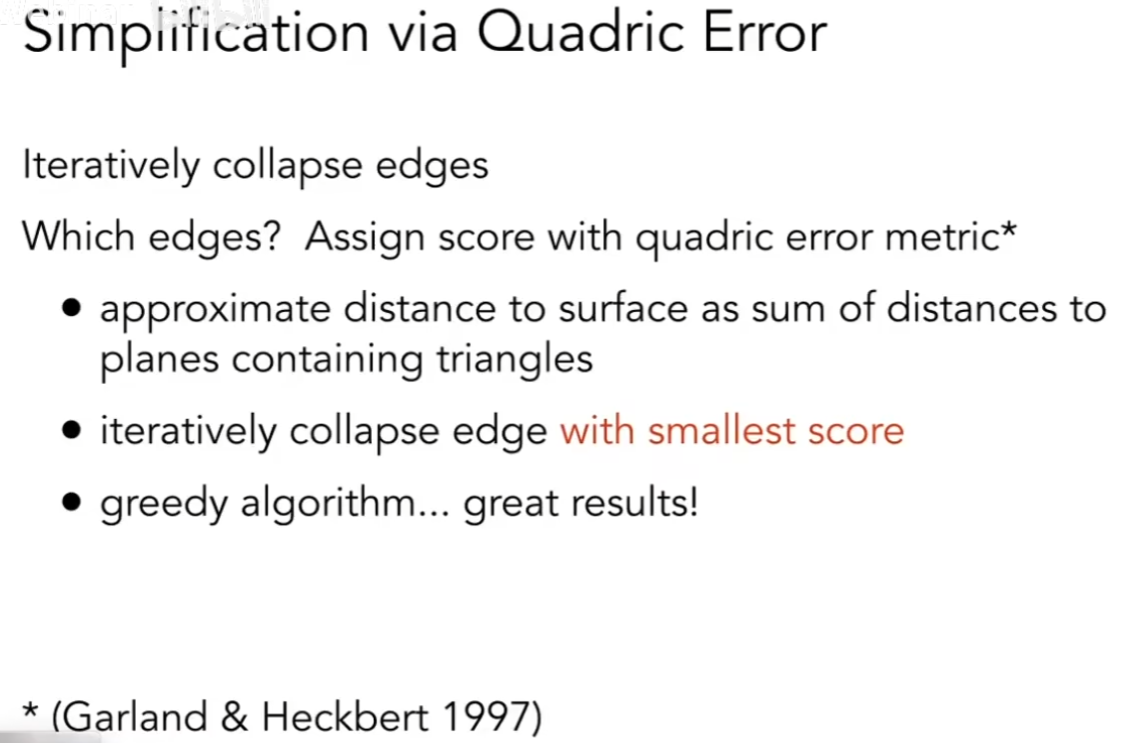 Simplification via Quadric Error
Iteratively collapse edges
Which edges?  Assign score with quadric error metric*
● approximate distance to surface as sum of distances to
planes containing triangles
● iteratively collapse edge with smallest score
● greedy algorithm... great results!
* (Garland & Heckbert 1997)